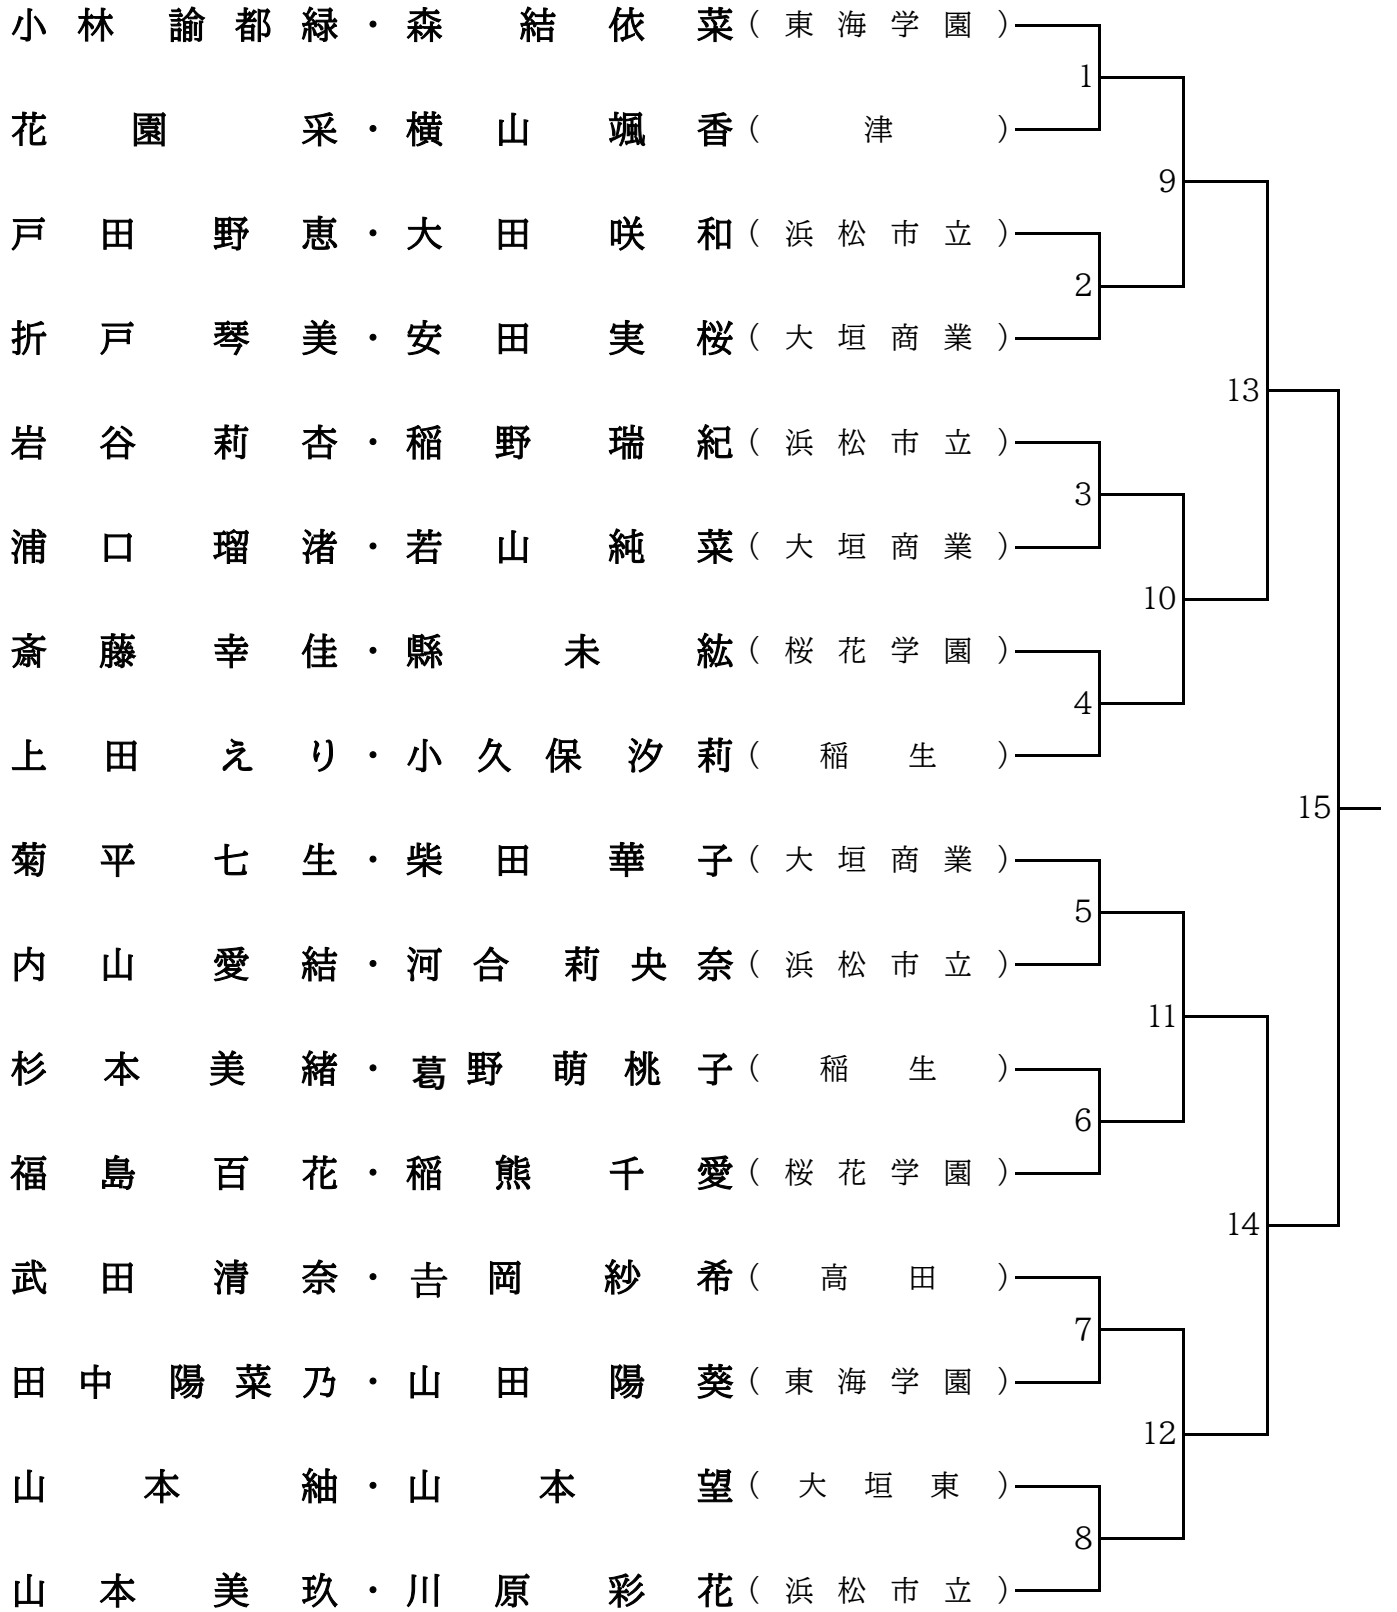 小林 諭都緑・森 結依菜（東海学園）
1
花園 采・横山 颯香（津）
9
戸田 野恵・大田 咲和（浜松市立）
2
折戸 琴美・安田 実桜（大垣商業）
13
岩谷 莉杏・稲野 瑞紀（浜松市立）
3
浦口 瑠渚・若山 純菜（大垣商業）
10
斎藤 幸佳・縣 未紘（桜花学園）
4
上田 えり・小久保 汐莉（稲生）
15
菊平 七生・柴田 華子（大垣商業）
5
内山 愛結・河合 莉央奈（浜松市立）
11
杉本 美緒・葛野 萌桃子（稲生）
6
福島 百花・稲熊 千愛（桜花学園）
14
武田 清奈・𠮷岡 紗希（高田）
7
田中 陽菜乃・山田 陽葵（東海学園）
12
山本 紬・山本 望（大垣東）
8
山本 美玖・川原 彩花（浜松市立）